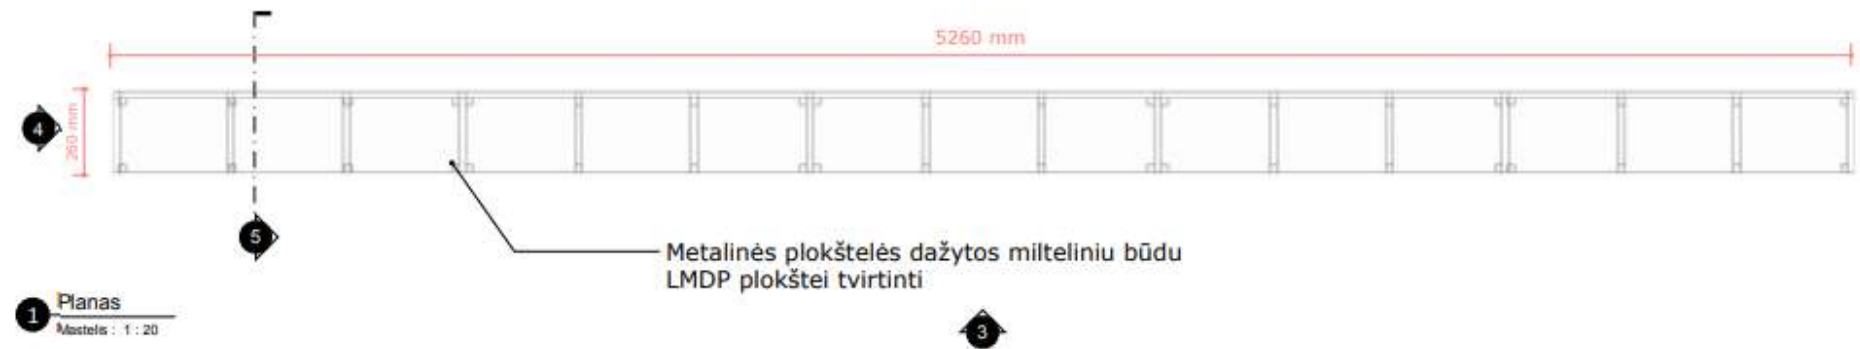 5260 mm
4
260 mm
5
Metalinės plokštelės dažytos milteliniu būdu
LMDP plokštei tvirtinti
1
Planas
Mastelis : 1 : 20
3